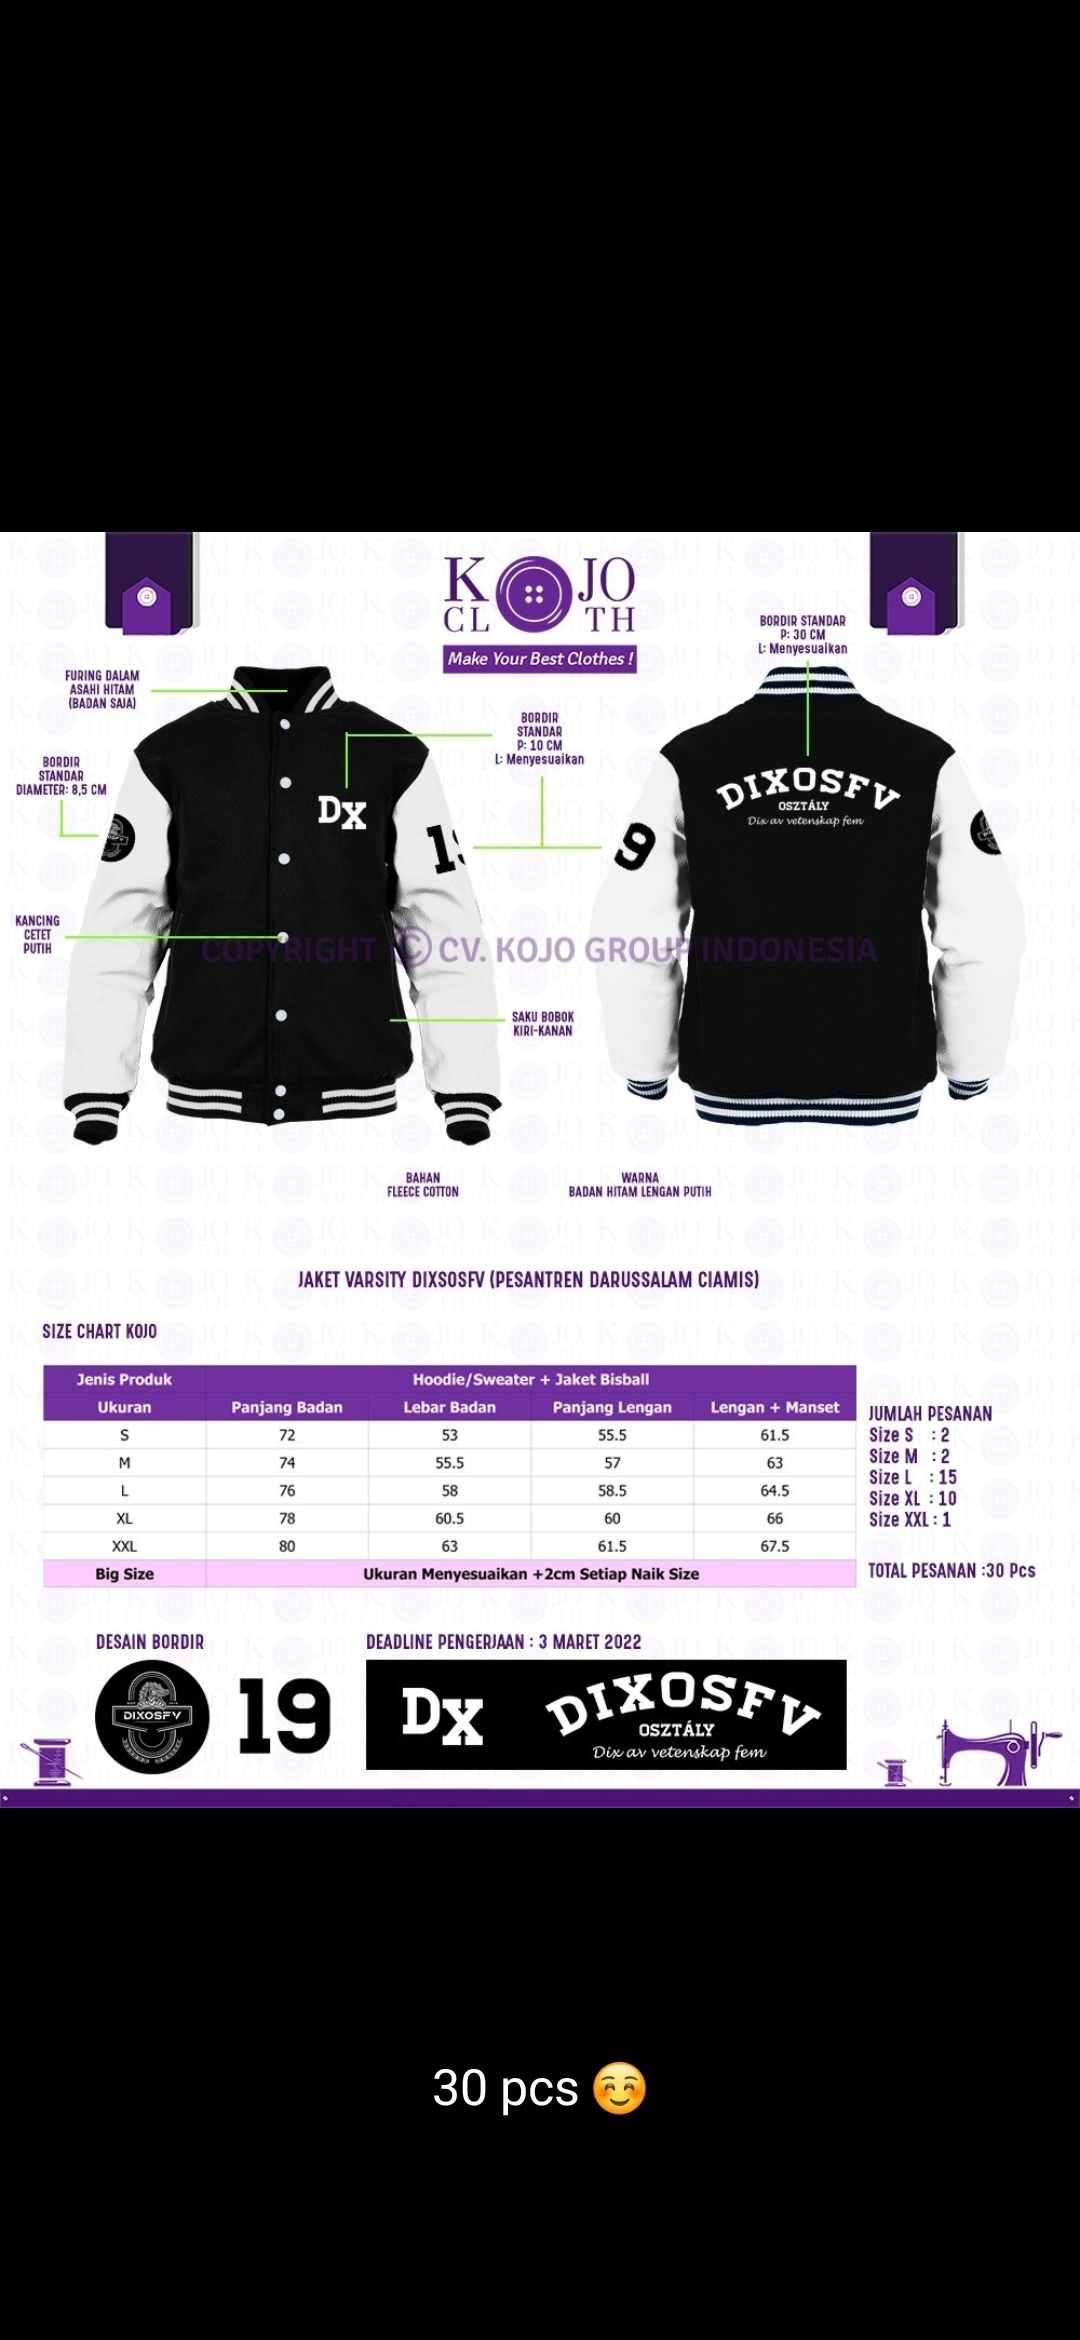 K JO
CL TH
Make Your Best Clothes !
BORDIR STANDAR
P: 30 CM
L: Menyesuaikan
FURING DALAM
ASAHI HITAM
(BADAN SAJA)
BORDIR
STANDAR
P: 10 CM
L: Menyesuaikan
BORDIR
STANDAR
DIAMETER: 8,5 CM
DX
19
9
DIXOSFV
OSZTÁLY
Dix av vetenskap fem
KANCING
CETET
PUTIH
COPYRIGHT © CV. KOJO GROUP INDONESIA
SAKU BOBOK
KIRI-KANAN
BAHAN
FLEECE COTTON
WARNA
BADAN HITAM LENGAN PUTIH
JAKET VARSITY DIXSOSFV (PESANTREN DARUSSALAM CIAMIS)
SIZE CHART KOJO
Jenis Produk Hoodie/Sweater + Jaket Bisball
Ukuran Panjang Badan Lebar Badan Panjang Lengan Lengan + Manset
S 72 53 55.5 61.5
M 74 55.5 57 63
L 76 58 58.5 64.5
XL 78 60.5 60 66
XXL 80 63 61.5 67.5
Big Size Ukuran Menyesuaikan +2cm Setiap Naik Size
JUMLAH PESANAN
Size S : 2
Size M : 2
Size L : 15
Size XL : 10
Size XXL : 1
TOTAL PESANAN :30 Pcs
DESAIN BORDIR
DEADLINE PENGERJAAN : 3 MARET 2022
DIXOSFV
19
DX
DIXOSFV
OSZTÁLY
Dix av vetenskap fem
30 pcs ☺️